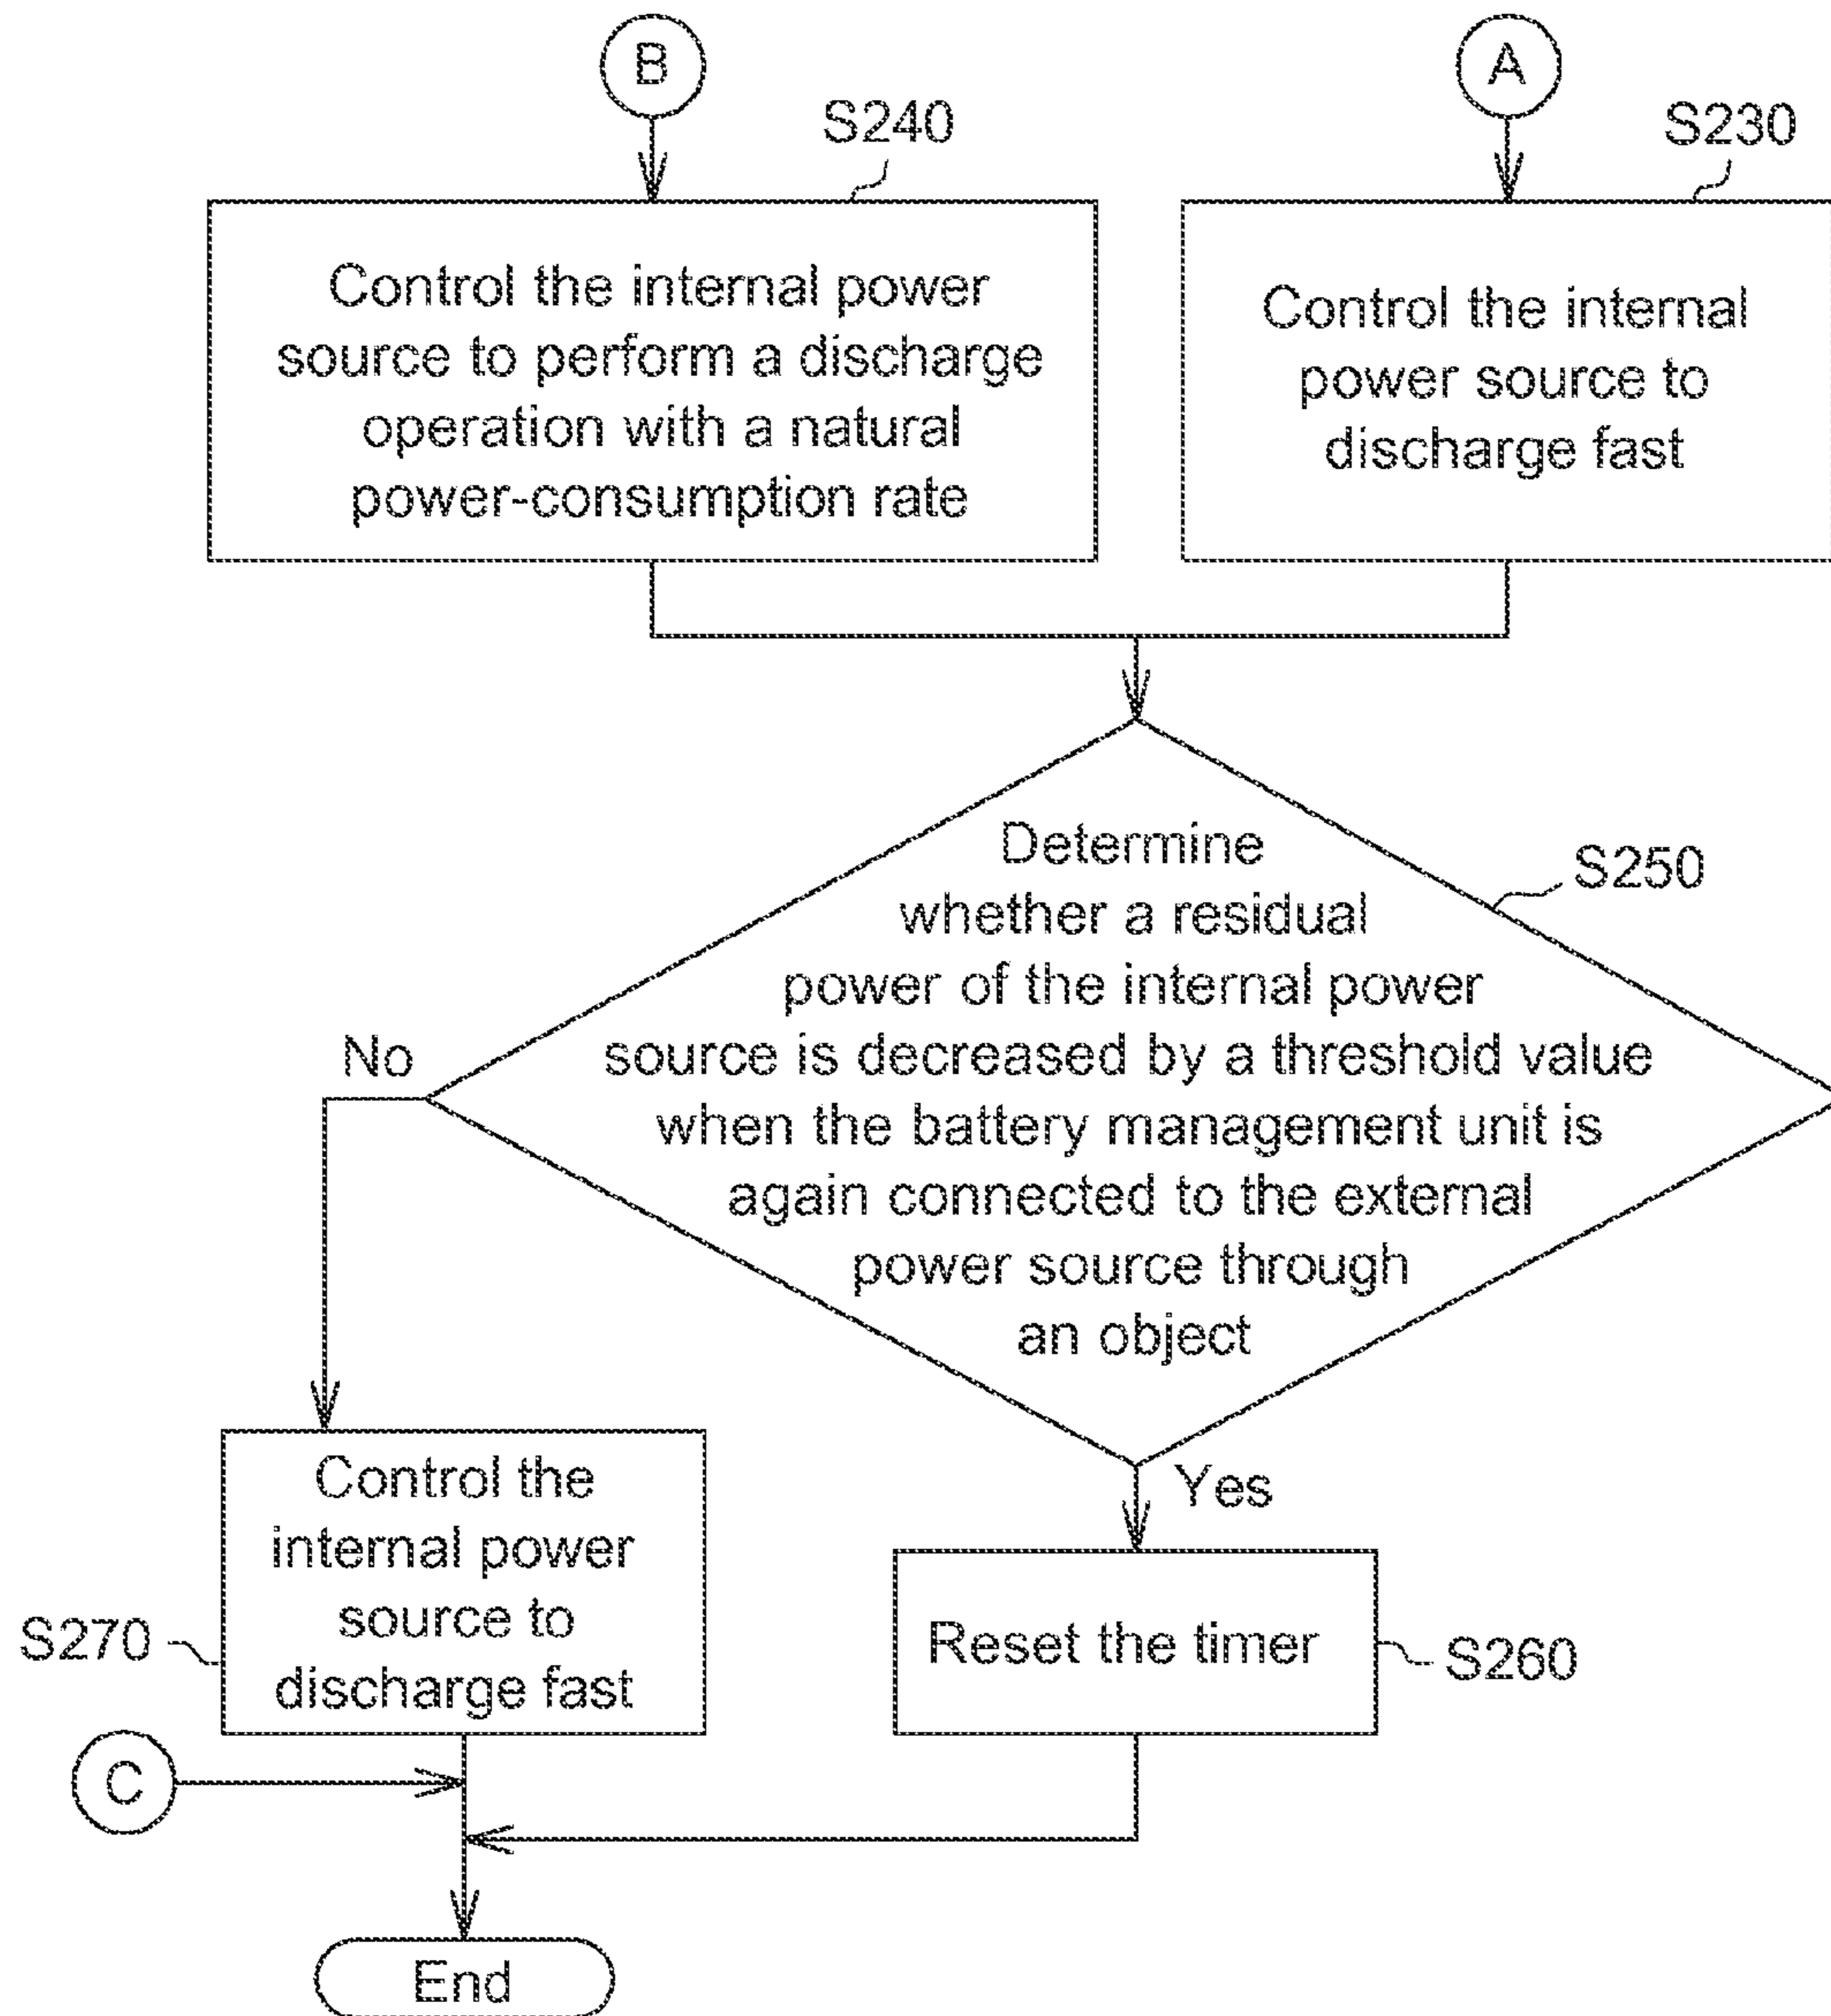 B
A
S240
S230
Control the internal power
source to perform a discharge
operation with a natural
power-consumption rate
Control the internal
power source to
discharge fast
Determine
whether a residual
power of the internal power
source is decreased by a threshold value
when the battery management unit is
again connected to the external
power source through
an object
S250
No
Yes
Control the
internal power
source to
discharge fast
S270
Reset the timer
S260
C
End